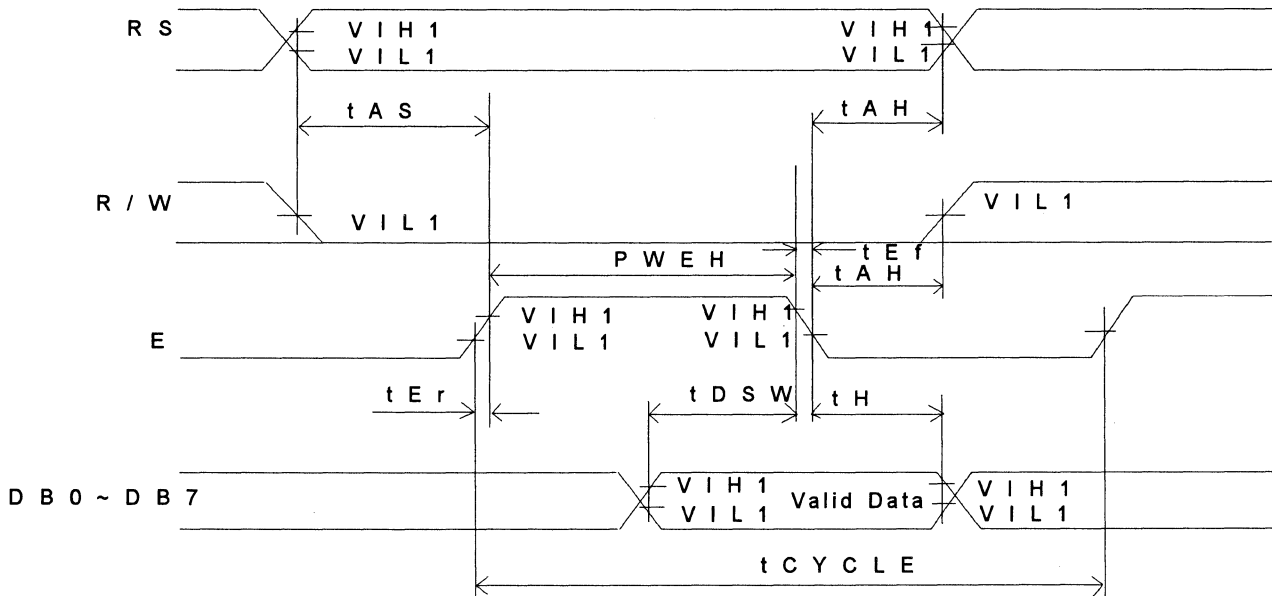 RS
VIH1
VIL1
VIH1
VIL1
tAS
tAH
R/W
VIL1
VIL1
PWEH
tEf
tAH
E
VIH1
VIL1
VIH1
VIL1
tEr
tDSW
tH
DB0~DB7
VIH1
VIL1
Valid Data
VIH1
VIL1
tCYCLE